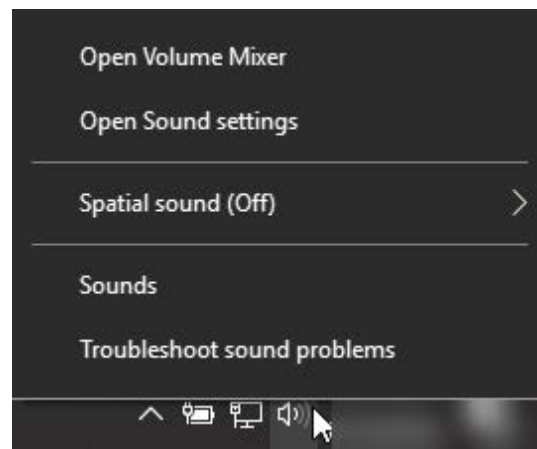 Open Volume Mixer
Open Sound settings
Spatial sound (Off)
Sounds
Troubleshoot sound problems